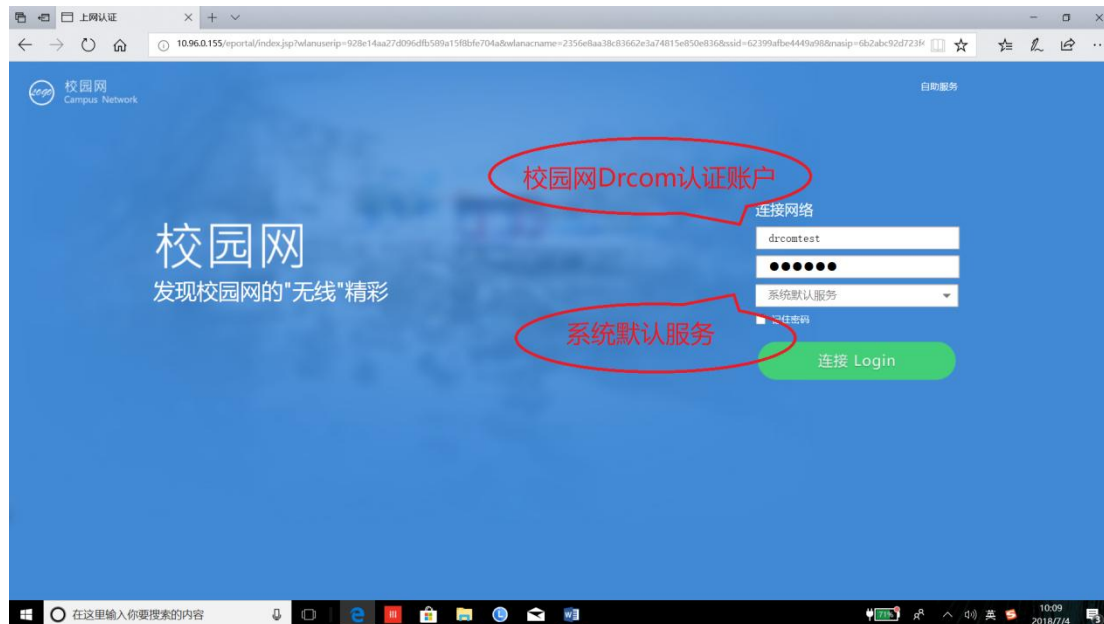 上网认证
10.96.0.155/eportal/index.jsp?wlanuserip=928e14aa27d096dfb589a15f8bfe704a&wlanacname=2356e8aa38c83662e3a74815e850e836&ssid=62399afbe4449a98&nasip=6b2abc92d723f
logo
校园网
Campus Network
自助服务
校园网Drcom认证账户
连接网络
drcomtest
校园网
发现校园网的"无线"精彩
系统默认服务
系统默认服务
记住密码
连接 Login
在这里输入你要搜索的内容
71%
英
10:09
2018/7/4
3